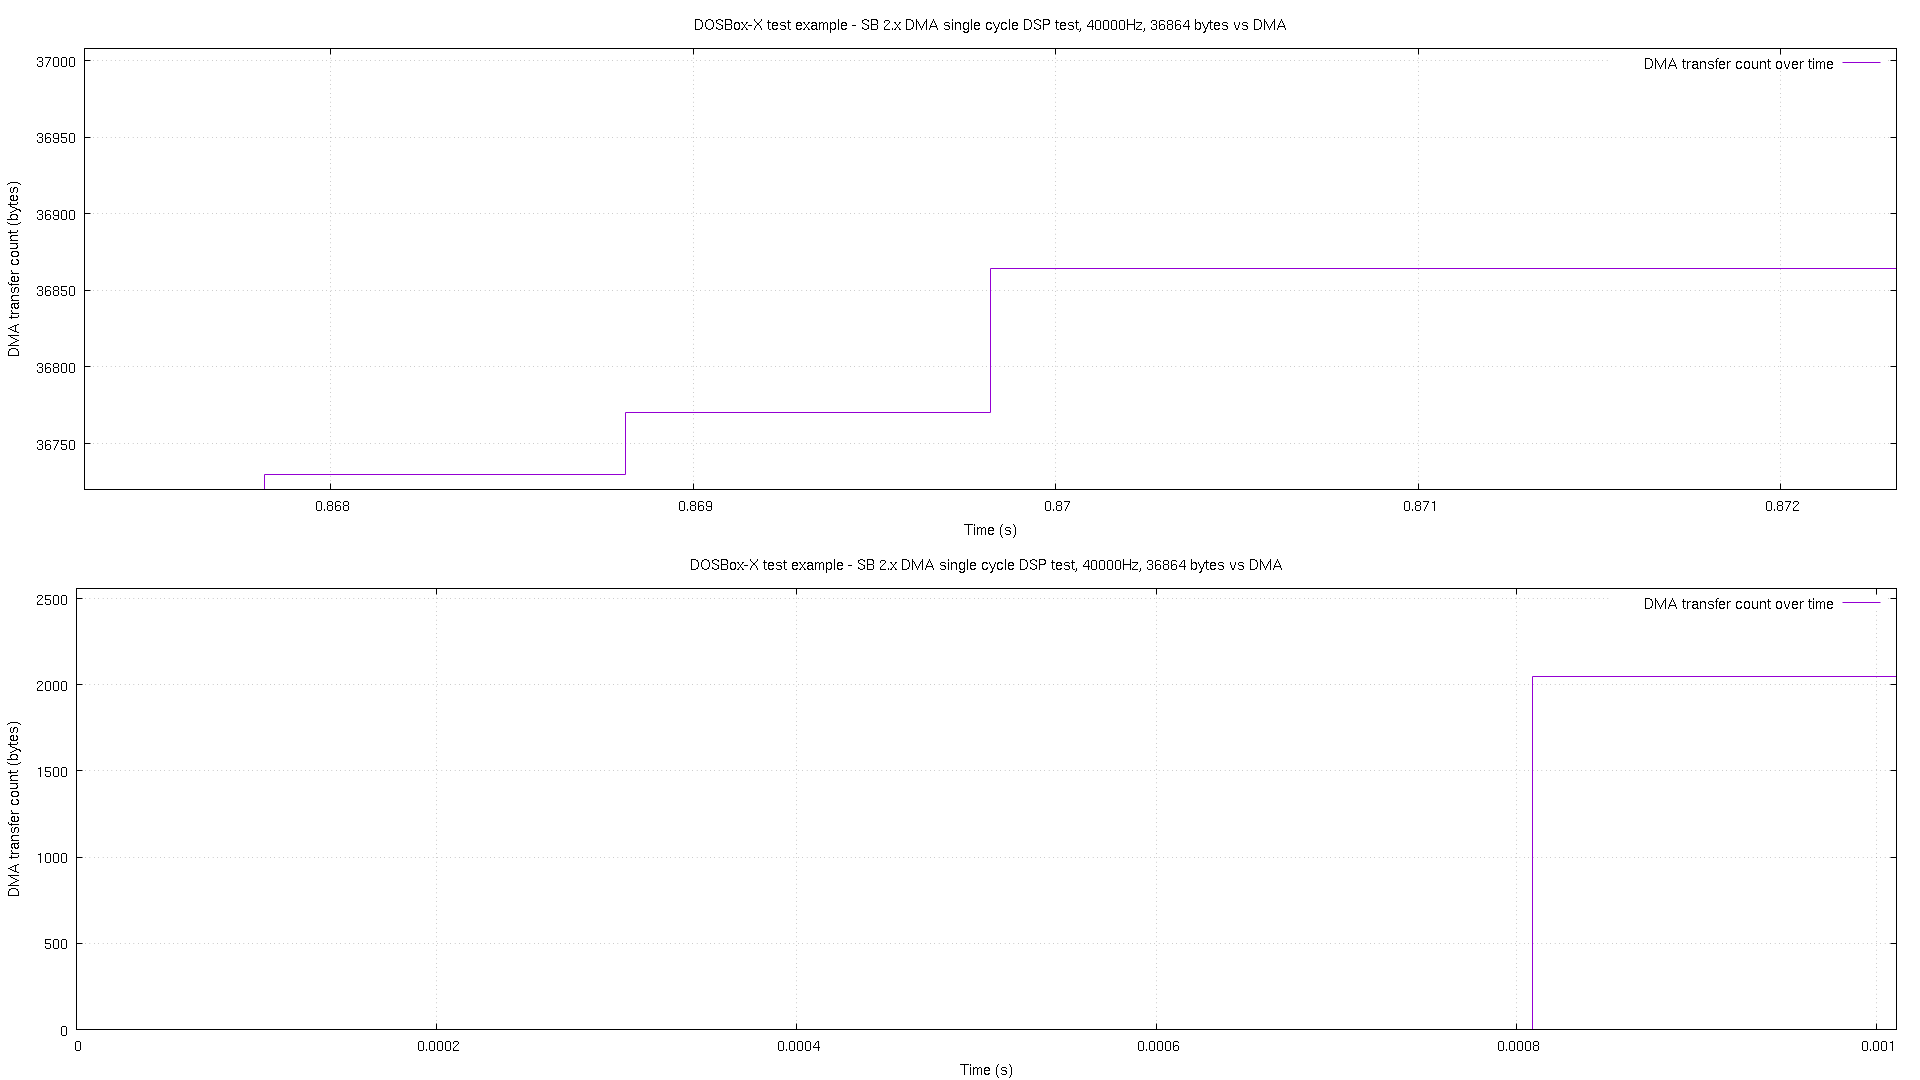 DOSBox-X test example - SB 2.x DMA single cycle DSP test, 40000Hz, 36864 bytes vs DMA
DMA transfer count over time
DMA transfer count (bytes)
37000
36950
36900
36850
36800
36750
0.868 0.869 0.87 0.871 0.872
Time (s)
DOSBox-X test example - SB 2.x DMA single cycle DSP test, 40000Hz, 36864 bytes vs DMA
DMA transfer count over time
DMA transfer count (bytes)
2500
2000
1500
1000
500
0
0 0.0002 0.0004 0.0006 0.0008 0.001
Time (s)